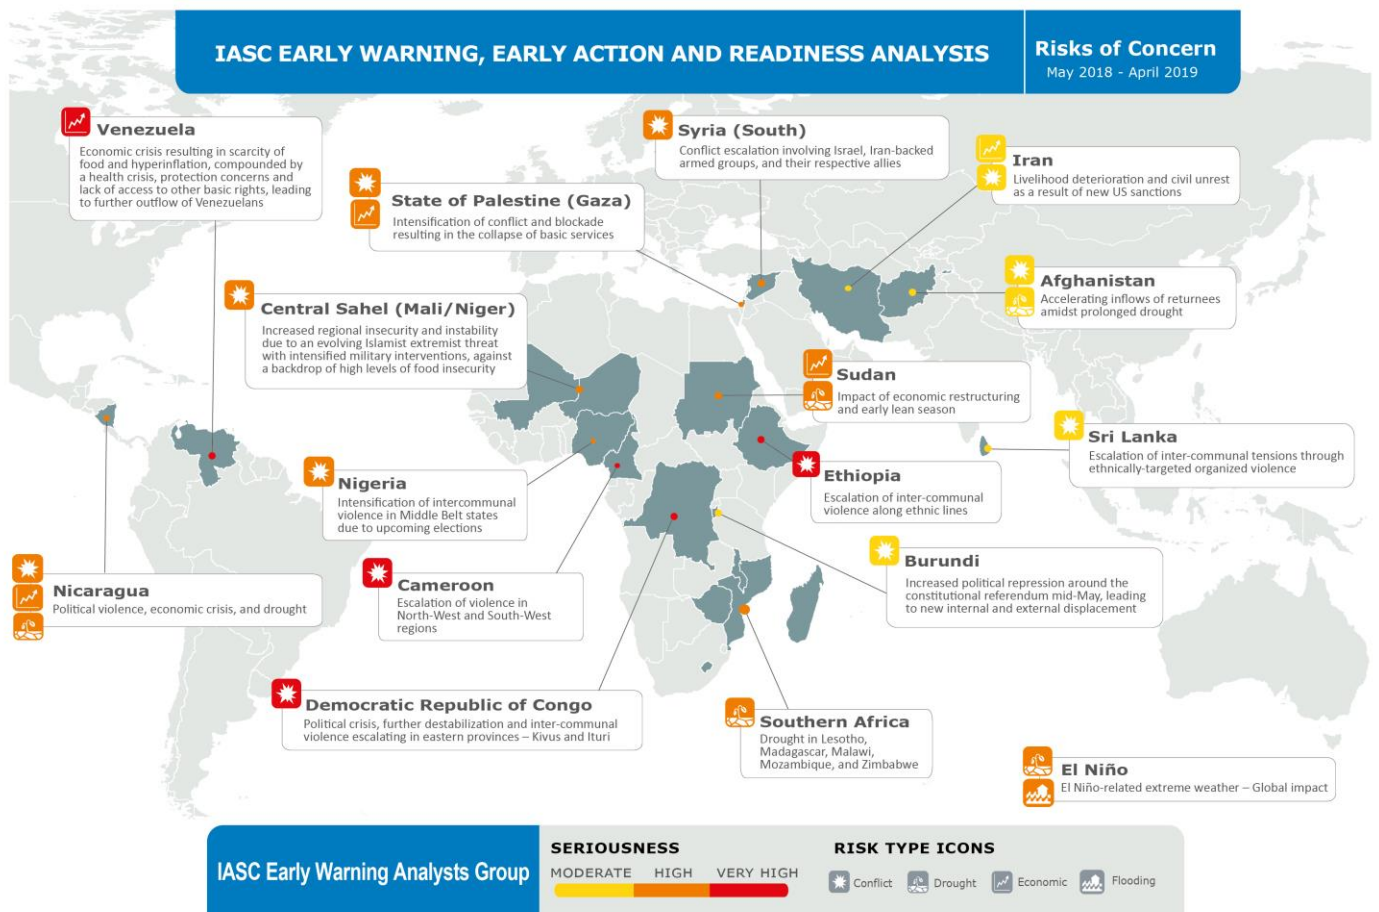 IASC EARLY WARNING, EARLY ACTION AND READINESS ANALYSIS
Risks of Concern
May 2018 - April 2019
Venezuela
Economic crisis resulting in scarcity of
food and hyperinflation, compounded by
a health crisis, protection concerns and
lack of access to other basic rights, leading
to further outflow of Venezuelans
Syria (South)
Conflict escalation involving Israel, Iran-backed
armed groups, and their respective allies
Iran
Livelihood deterioration and civil unrest
as a result of new US sanctions
State of Palestine (Gaza)
Intensification of conflict and blockade
resulting in the collapse of basic services
Afghanistan
Accelerating inflows of returnees
amidst prolonged drought
Central Sahel (Mali/Niger)
Increased regional insecurity and instability
due to an evolving Islamist extremist threat
with intensified military interventions, against
a backdrop of high levels of food insecurity
Sudan
Impact of economic restructuring
and early lean season
Sri Lanka
Escalation of inter-communal tensions through
ethnically-targeted organized violence
Nigeria
Intensification of intercommunal
violence in Middle Belt states
due to upcoming elections
Ethiopia
Escalation of inter-communal
violence along ethnic lines
Nicaragua
Political violence, economic crisis, and drought
Cameroon
Escalation of violence in
North-West and South-West
regions
Burundi
Increased political repression around the
constitutional referendum mid-May, leading
to new internal and external displacement
Democratic Republic of Congo
Political crisis, further destabilization and inter-communal
violence escalating in eastern provinces – Kivus and Ituri
Southern Africa
Drought in Lesotho,
Madagascar, Malawi,
Mozambique, and Zimbabwe
El Niño
El Niño-related extreme weather – Global impact
IASC Early Warning Analysts Group
SERIOUSNESS
MODERATE HIGH VERY HIGH
RISK TYPE ICONS
Conflict Drought Economic Flooding